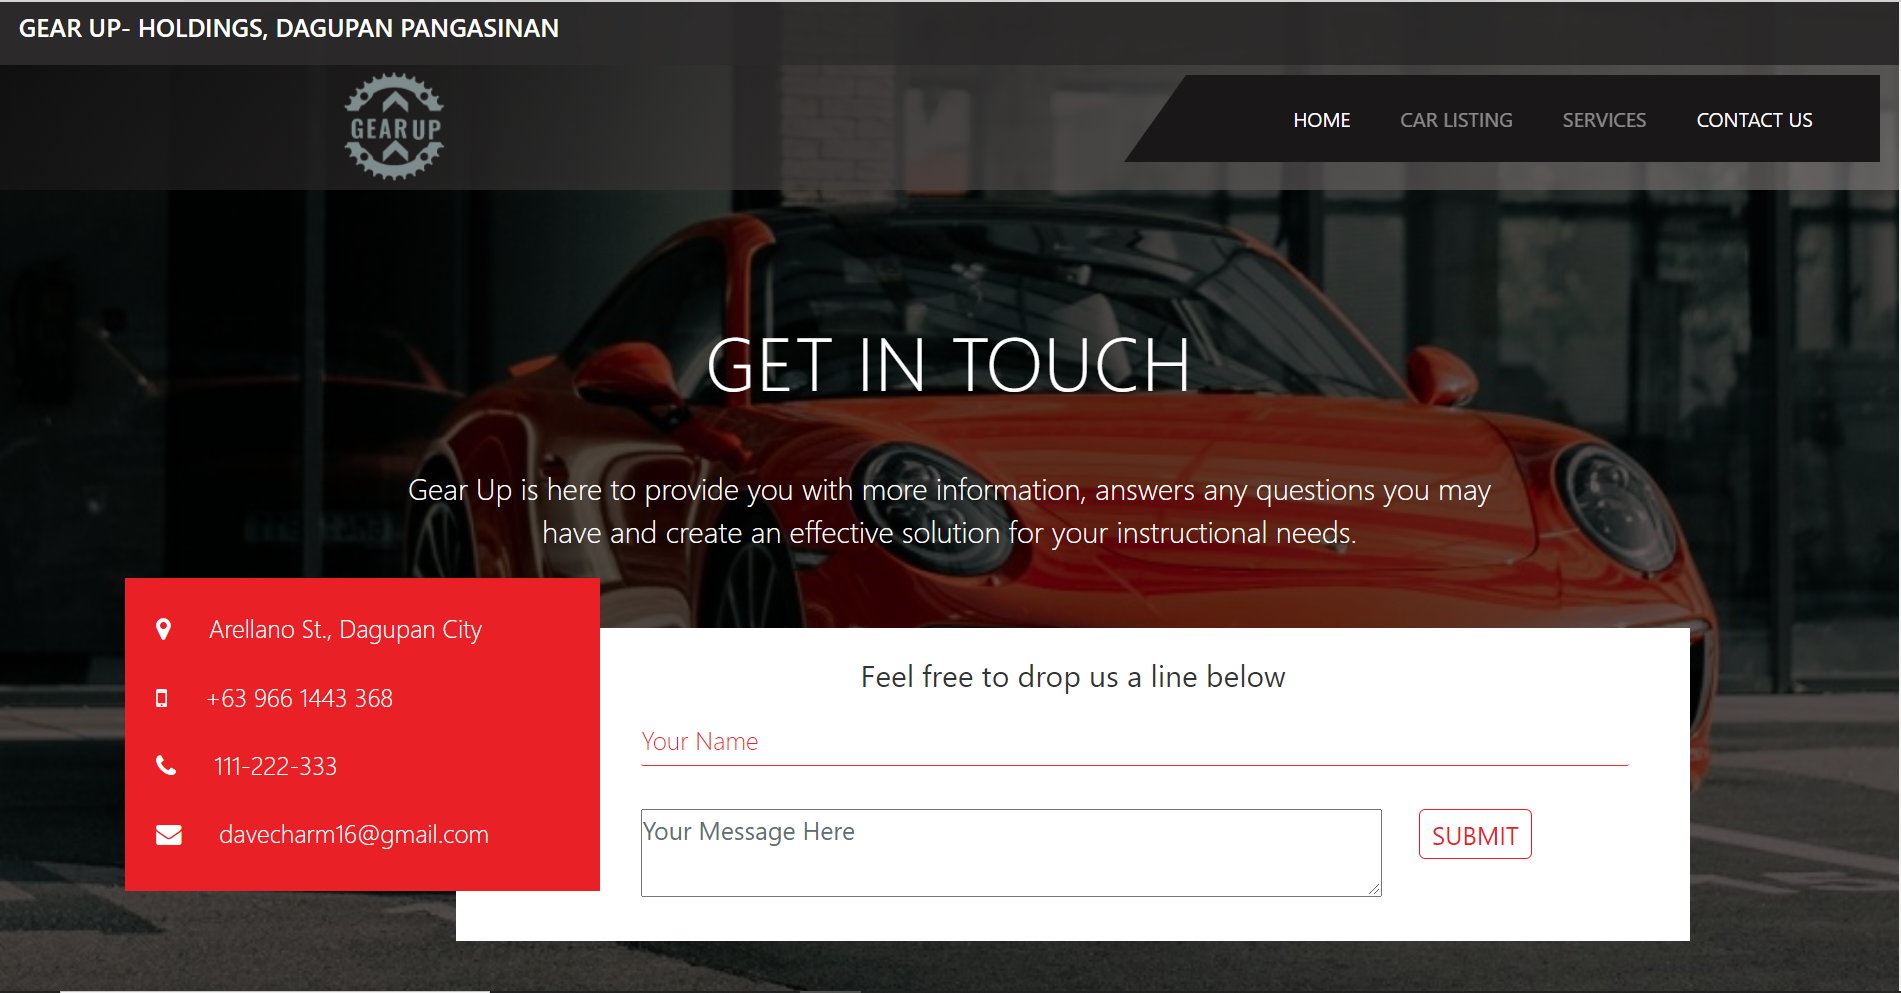 GEAR UP- HOLDINGS, DAGUPAN PANGASINAN
GEAR UP
HOME CAR LISTING SERVICES CONTACT US
GET IN TOUCH
Gear Up is here to provide you with more information, answers any questions you may
have and create an effective solution for your instructional needs.
Arellano St., Dagupan City
+63 966 1443 368
111-222-333
davecharm16@gmail.com
Feel free to drop us a line below
Your Name
Your Message Here
SUBMIT